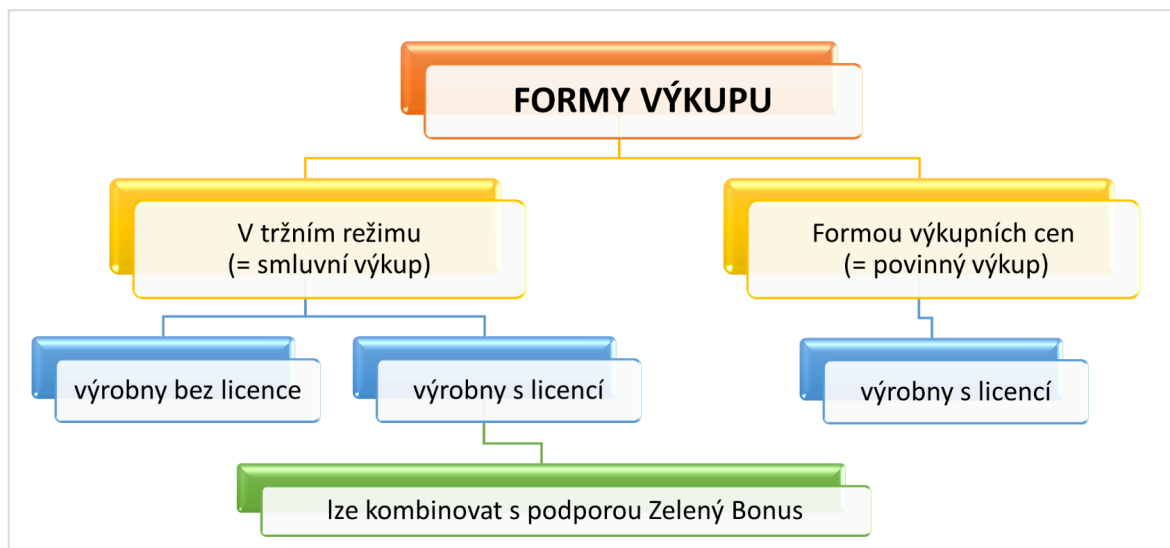 FORMY VÝKUPU
V tržním režimu
(= smluvní výkup)
Formou výkupních cen
(= povinný výkup)
výrobny bez licence
výrobny s licencí
výrobny s licencí
lze kombinovat s podporou Zelený Bonus